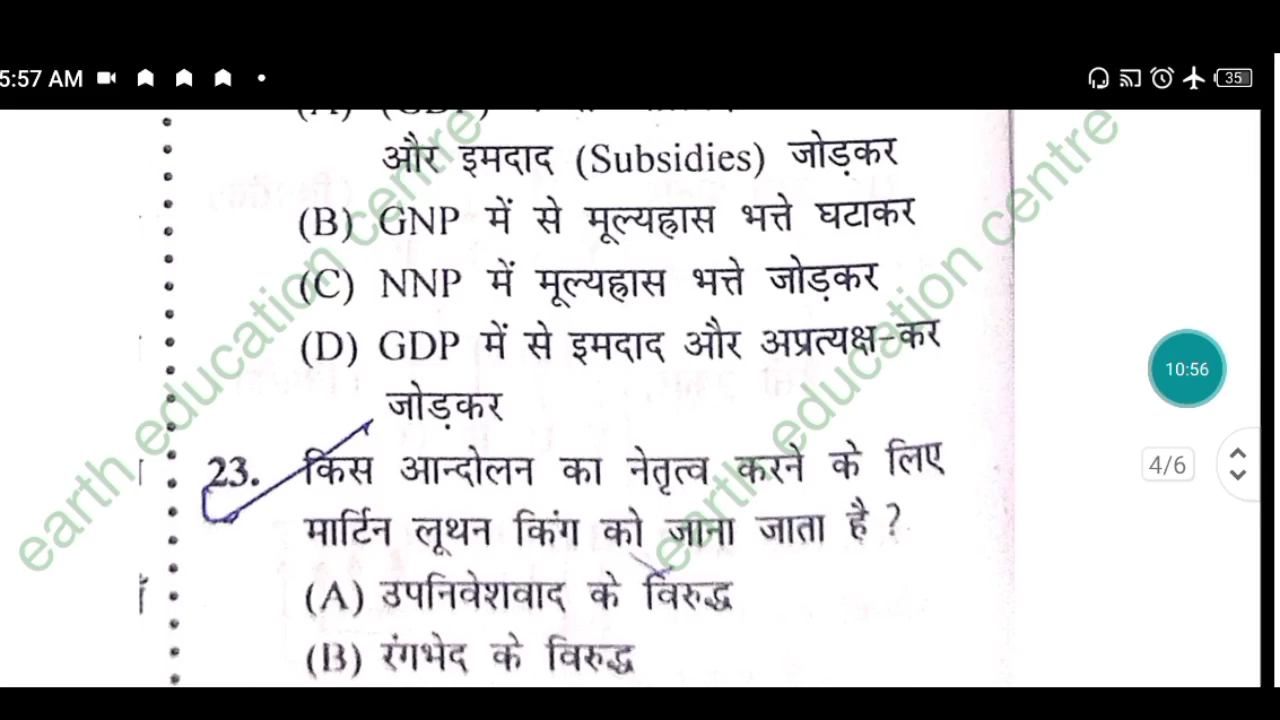 5:57 AM
35
और इमदाद (Subsidies) जोड़कर
(B) GNP में से मूल्यह्रास भत्ते घटाकर
(C) NNP में मूल्यह्रास भत्ते जोड़कर
(D) GDP में से इमदाद और अप्रत्यक्ष-कर
जोड़कर
10:56
4/6
23. किस आन्दोलन का नेतृत्व करने के लिए
मार्टिन लूथन किंग को जाना जाता है ?
(A) उपनिवेशवाद के विरुद्ध
(B) रंगभेद के विरुद्ध
earth education centre
earth education centre